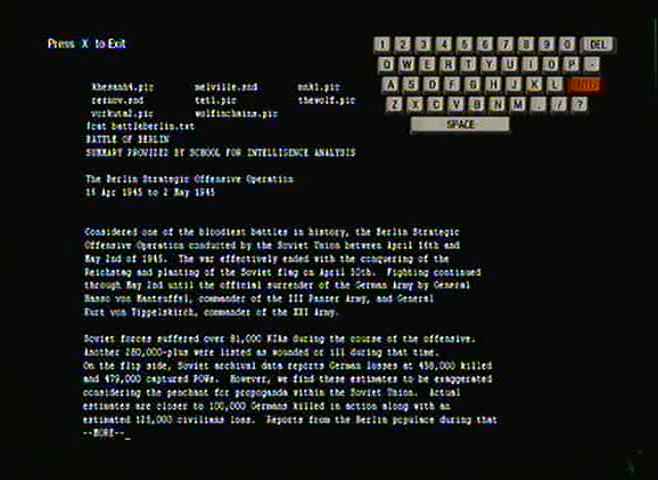 Press X to Exit
1 2 3 4 5 6 7 8 9 0 DEL
Q W E R T Y U I O P -
A S D F G H J K L
Z X C V B N M . / ?
SPACE
khesanh4.pic melville.snd mnk1.pic
reznov.snd tet1.pic thewolf.pic
vorkuta2.pic wolfinchains.pic
cat battleberlin.txt
BATTLE OF BERLIN
SUMMARY PROVIDED BY SCHOOL FOR INTELLIGENCE ANALYSIS
The Berlin Strategic Offensive Operation
16 Apr 1945 to 2 May 1945
Considered one of the bloodiest battles in history, the Berlin Strategic
Offensive Operation conducted by the Soviet Union between April 16th and
May 2nd of 1945. The war effectively ended with the conquering of the
Reichstag and planting of the Soviet flag on April 30th. Fighting continued
through May 2nd until the official surrender of the German Army by General
Hasso von Manteuffel, commander of the III Panzer Army, and General
Kurt von Tippelskirch, commander of the XXI Army.
Soviet forces suffered over 81,000 KIAs during the course of the offensive.
Another 280,000-plus were listed as wounded or ill during that time.
On the flip side, Soviet archival data reports German losses at 458,000 killed
and 479,000 captured POWs. However, we find these estimates to be exaggerated
considering the penchant for propoganda within the Soviet Union. Actual
estimates are closer to 100,000 Germans killed in action along with an
estimated 125,000 civilians loss. Reports from the Berlin populace during that
--MORE--_